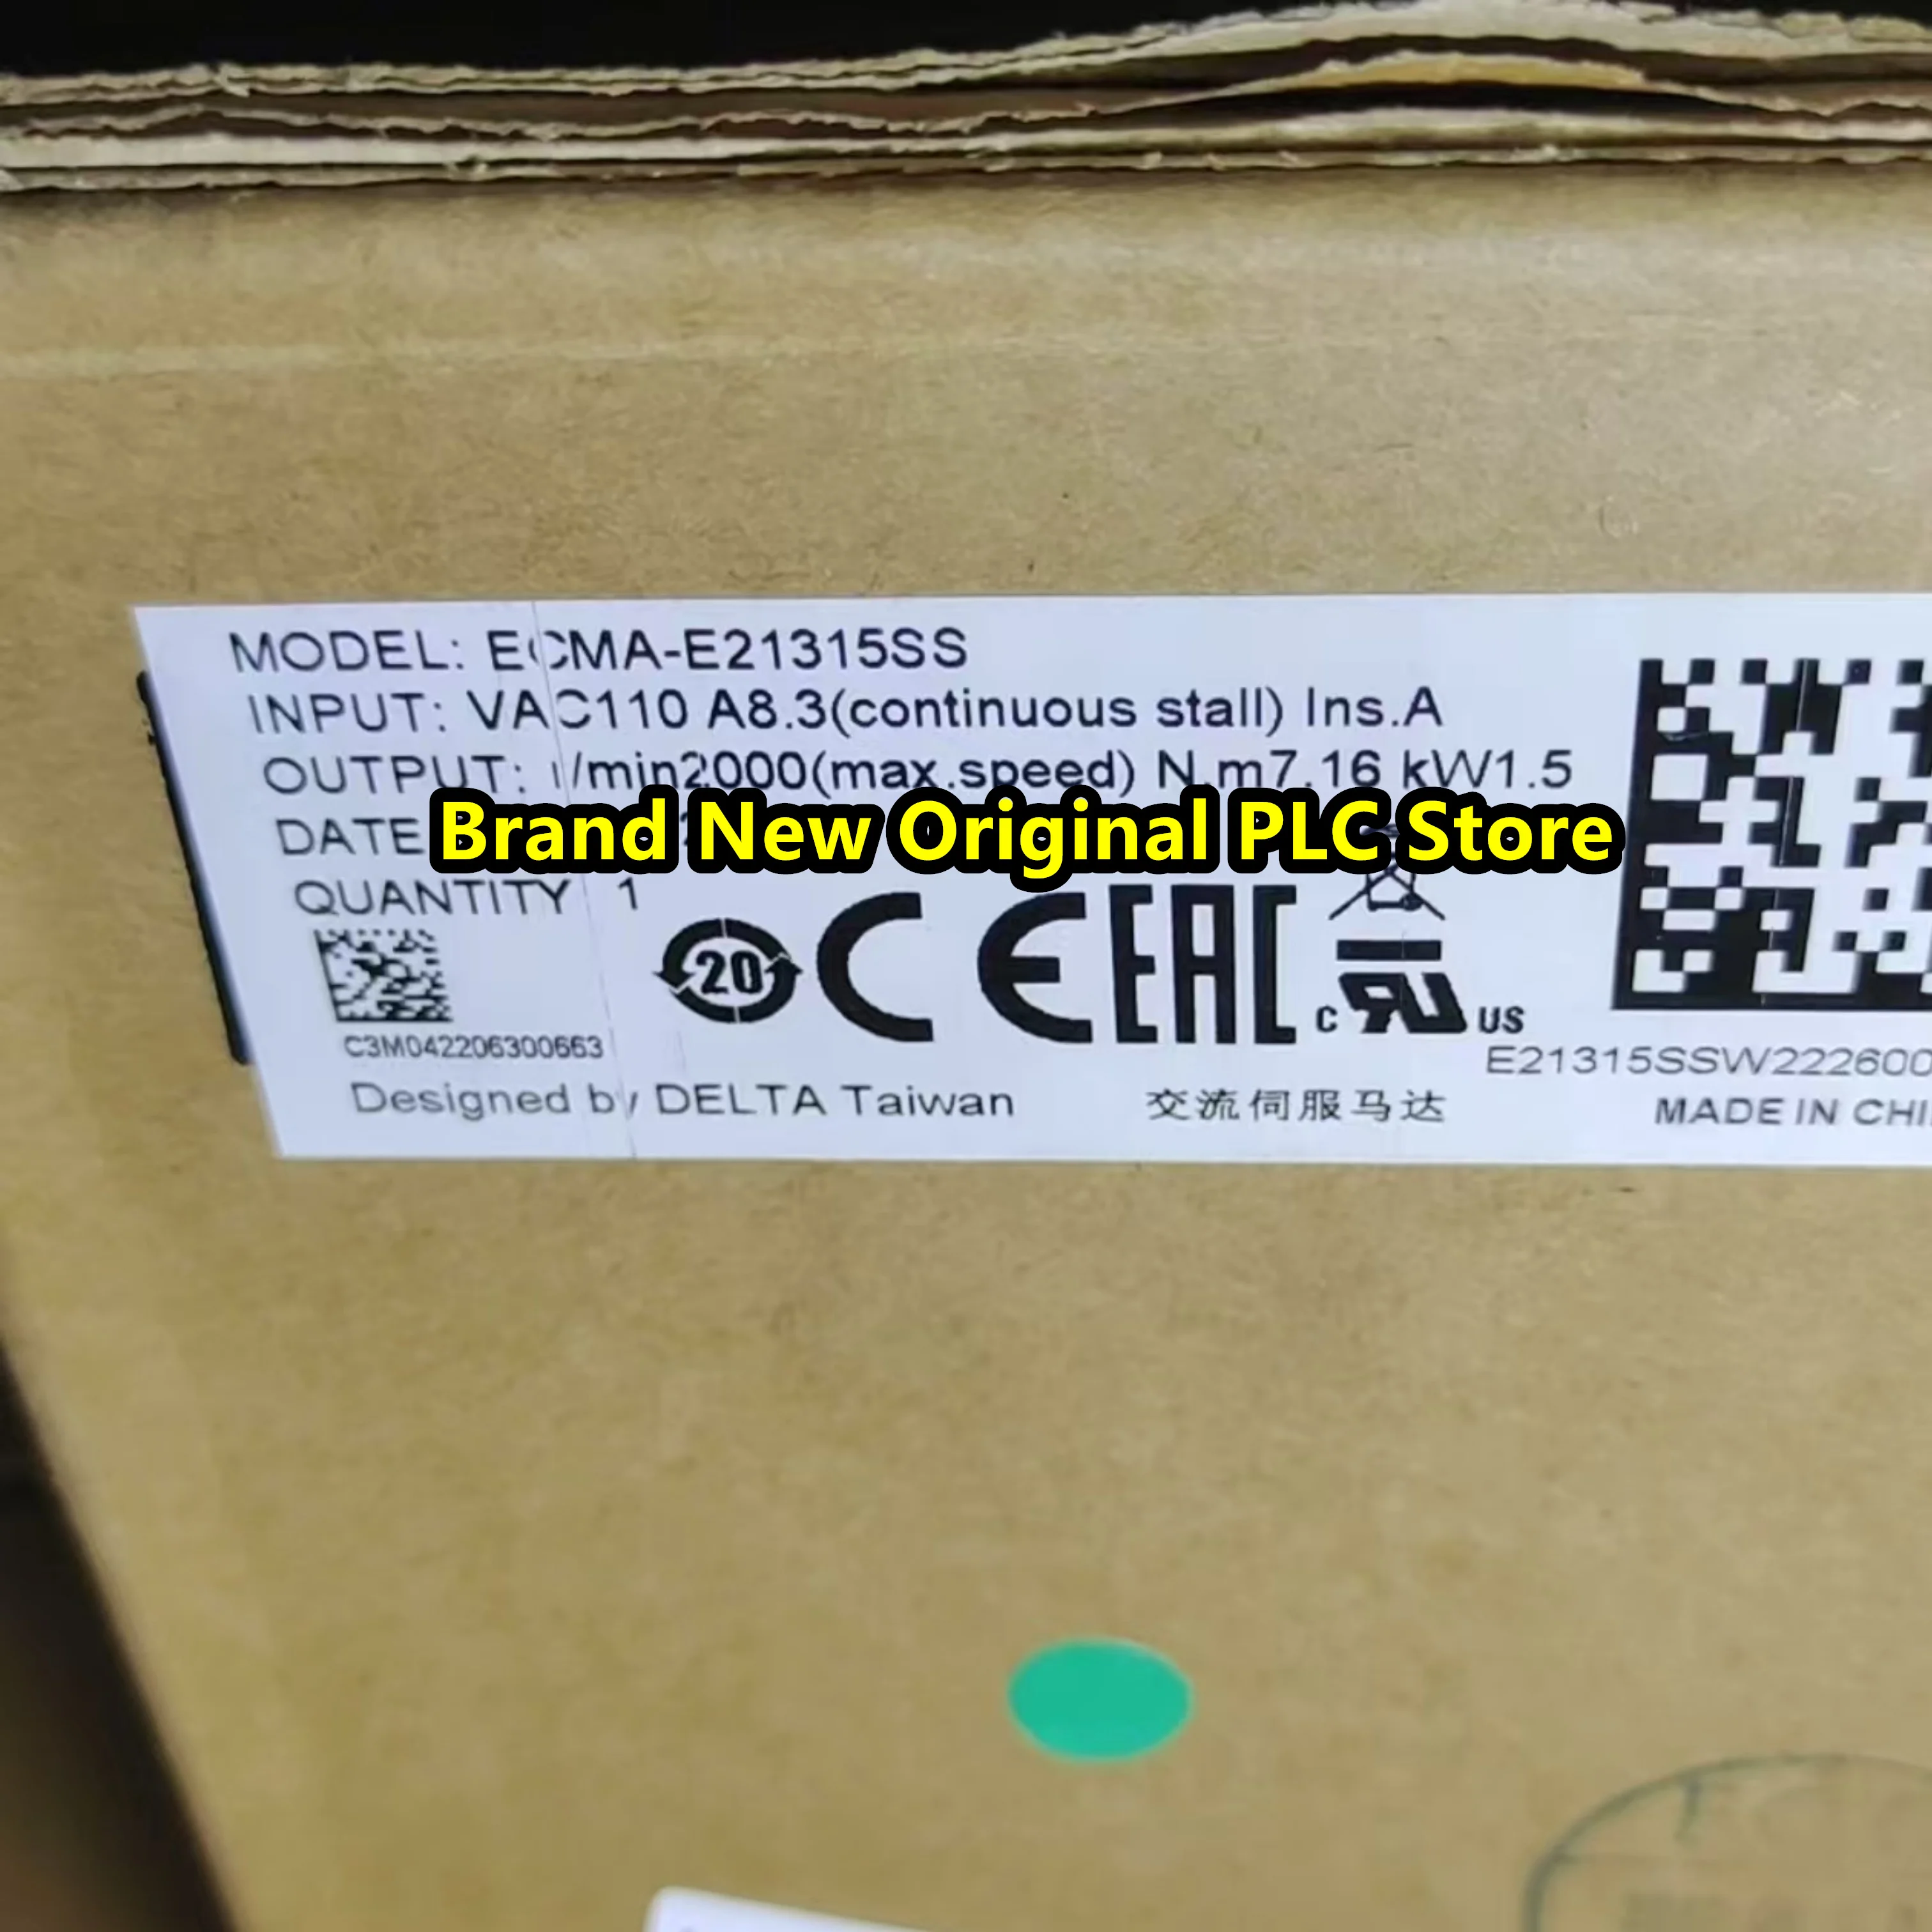 MODEL: ECMA-E21315SS
INPUT: VAC110 A8.3(continuous stall) Ins.A
OUTPUT: r/min2000(max.speed) N.m7.16 kW1.5
DATE
Brand New Original PLC Store
QUANTITY 1
20
CE EAC
c RU US
C3M042206300663
E21315SSW222600
Designed by DELTA Taiwan
交流伺服马达
MADE IN CHI